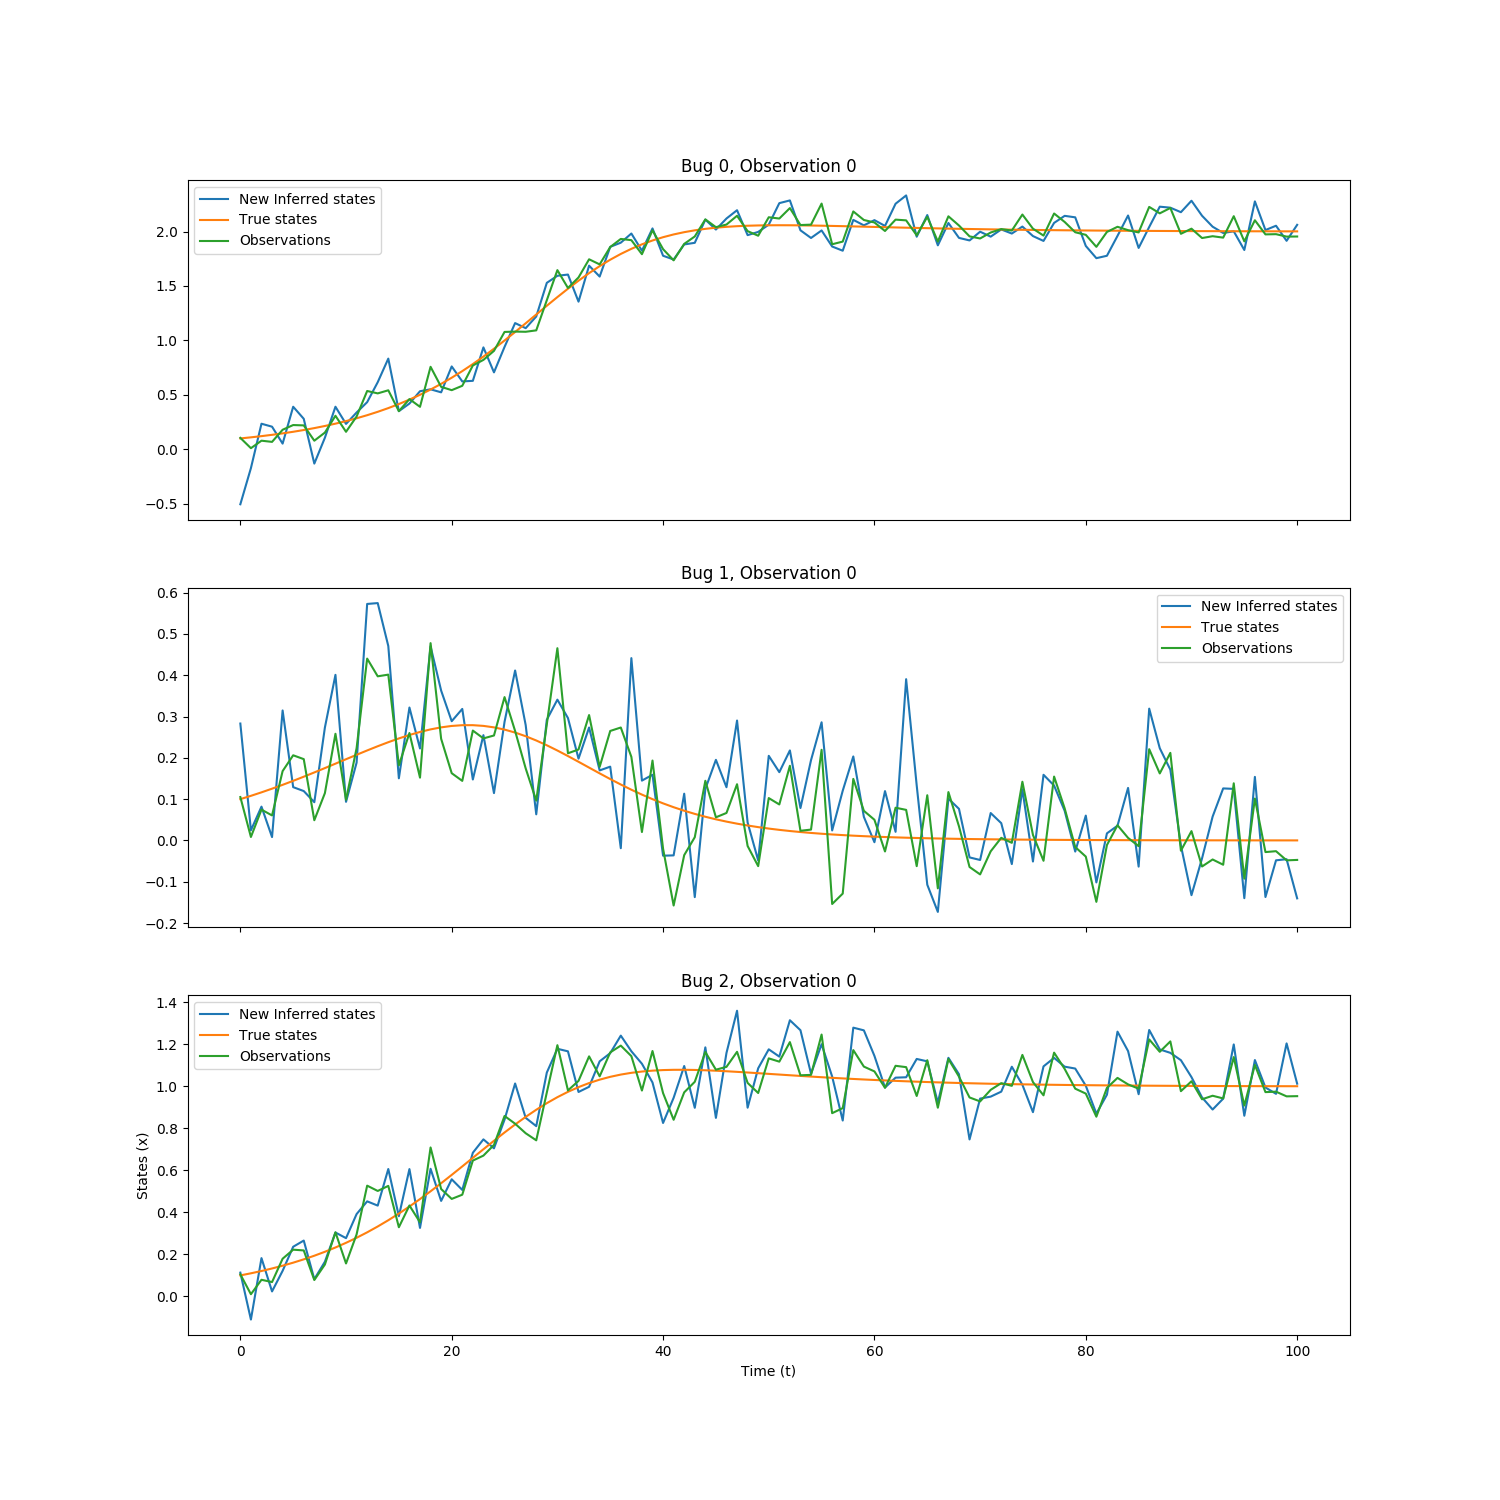 Bug 0, Observation 0
New Inferred states
True states
Observations
2.0
1.5
1.0
0.5
0.0
−0.5
Bug 1, Observation 0
New Inferred states
True states
Observations
0.6
0.5
0.4
0.3
0.2
0.1
0.0
−0.1
−0.2
Bug 2, Observation 0
New Inferred states
True states
Observations
1.4
1.2
1.0
0.8
0.6
0.4
0.2
0.0
States (x)
0 20 40 60 80 100
Time (t)